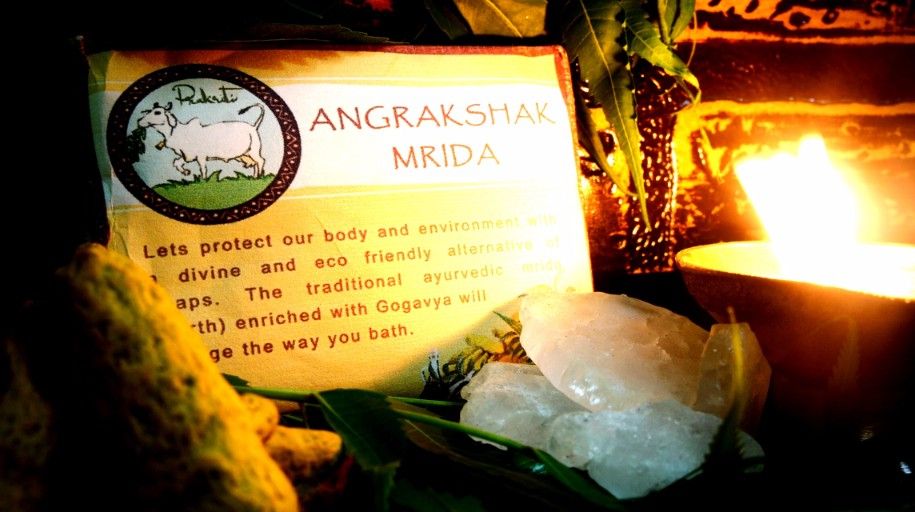 Prakrti
ANGRAKSHAK
MRIDA
Lets protect our body and environment with
divine and eco friendly alternative of
aps. The traditional ayurvedic mrida
rth) enriched with Gogavya will
ge the way you bath.